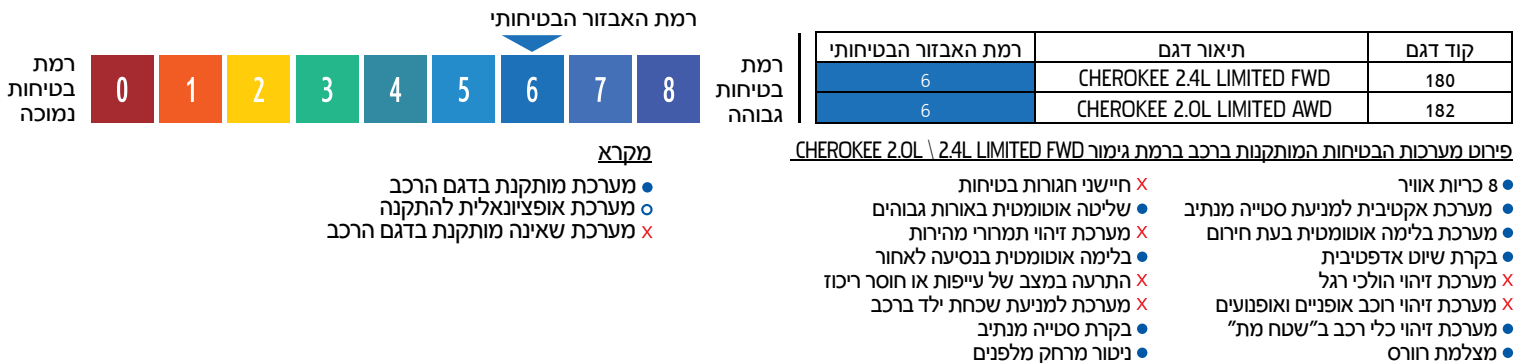 רמת האבזור הבטיחותי
רמת בטיחות גבוהה
8 7 6 5 4 3 2 1 0
רמת בטיחות נמוכה
קוד דגם תיאור דגם רמת האבזור הבטיחותי
180 CHEROKEE 2.4L LIMITED FWD 6
182 CHEROKEE 2.0L LIMITED AWD 6
פירוט מערכות הבטיחות המותקנות ברכב ברמת גימור CHEROKEE 2.0L \ 2.4L LIMITED FWD
● 8 כריות אוויר
● מערכת אקטיבית למניעת סטייה מנתיב
● מערכת בלימה אוטומטית בעת חירום
● בקרת שיוט אדפטיבית
X מערכת זיהוי הולכי רגל
X מערכת זיהוי רוכב אופניים ואופנועים
● מערכת זיהוי כלי רכב ב"שטח מת"
● מצלמת רוורס
X חיישני חגורות בטיחות
● שליטה אוטומטית באורות גבוהים
X מערכת זיהוי תמרורי מהירות
● בלימה אוטומטית בנסיעה לאחור
X התרעה במצב של עייפות או חוסר ריכוז
X מערכת למניעת שכחת ילד ברכב
● בקרת סטייה מנתיב
● ניטור מרחק מלפנים
מקרא
● מערכת מותקנת בדגם הרכב
○ מערכת אופציונאלית להתקנה
X מערכת שאינה מותקנת בדגם הרכב